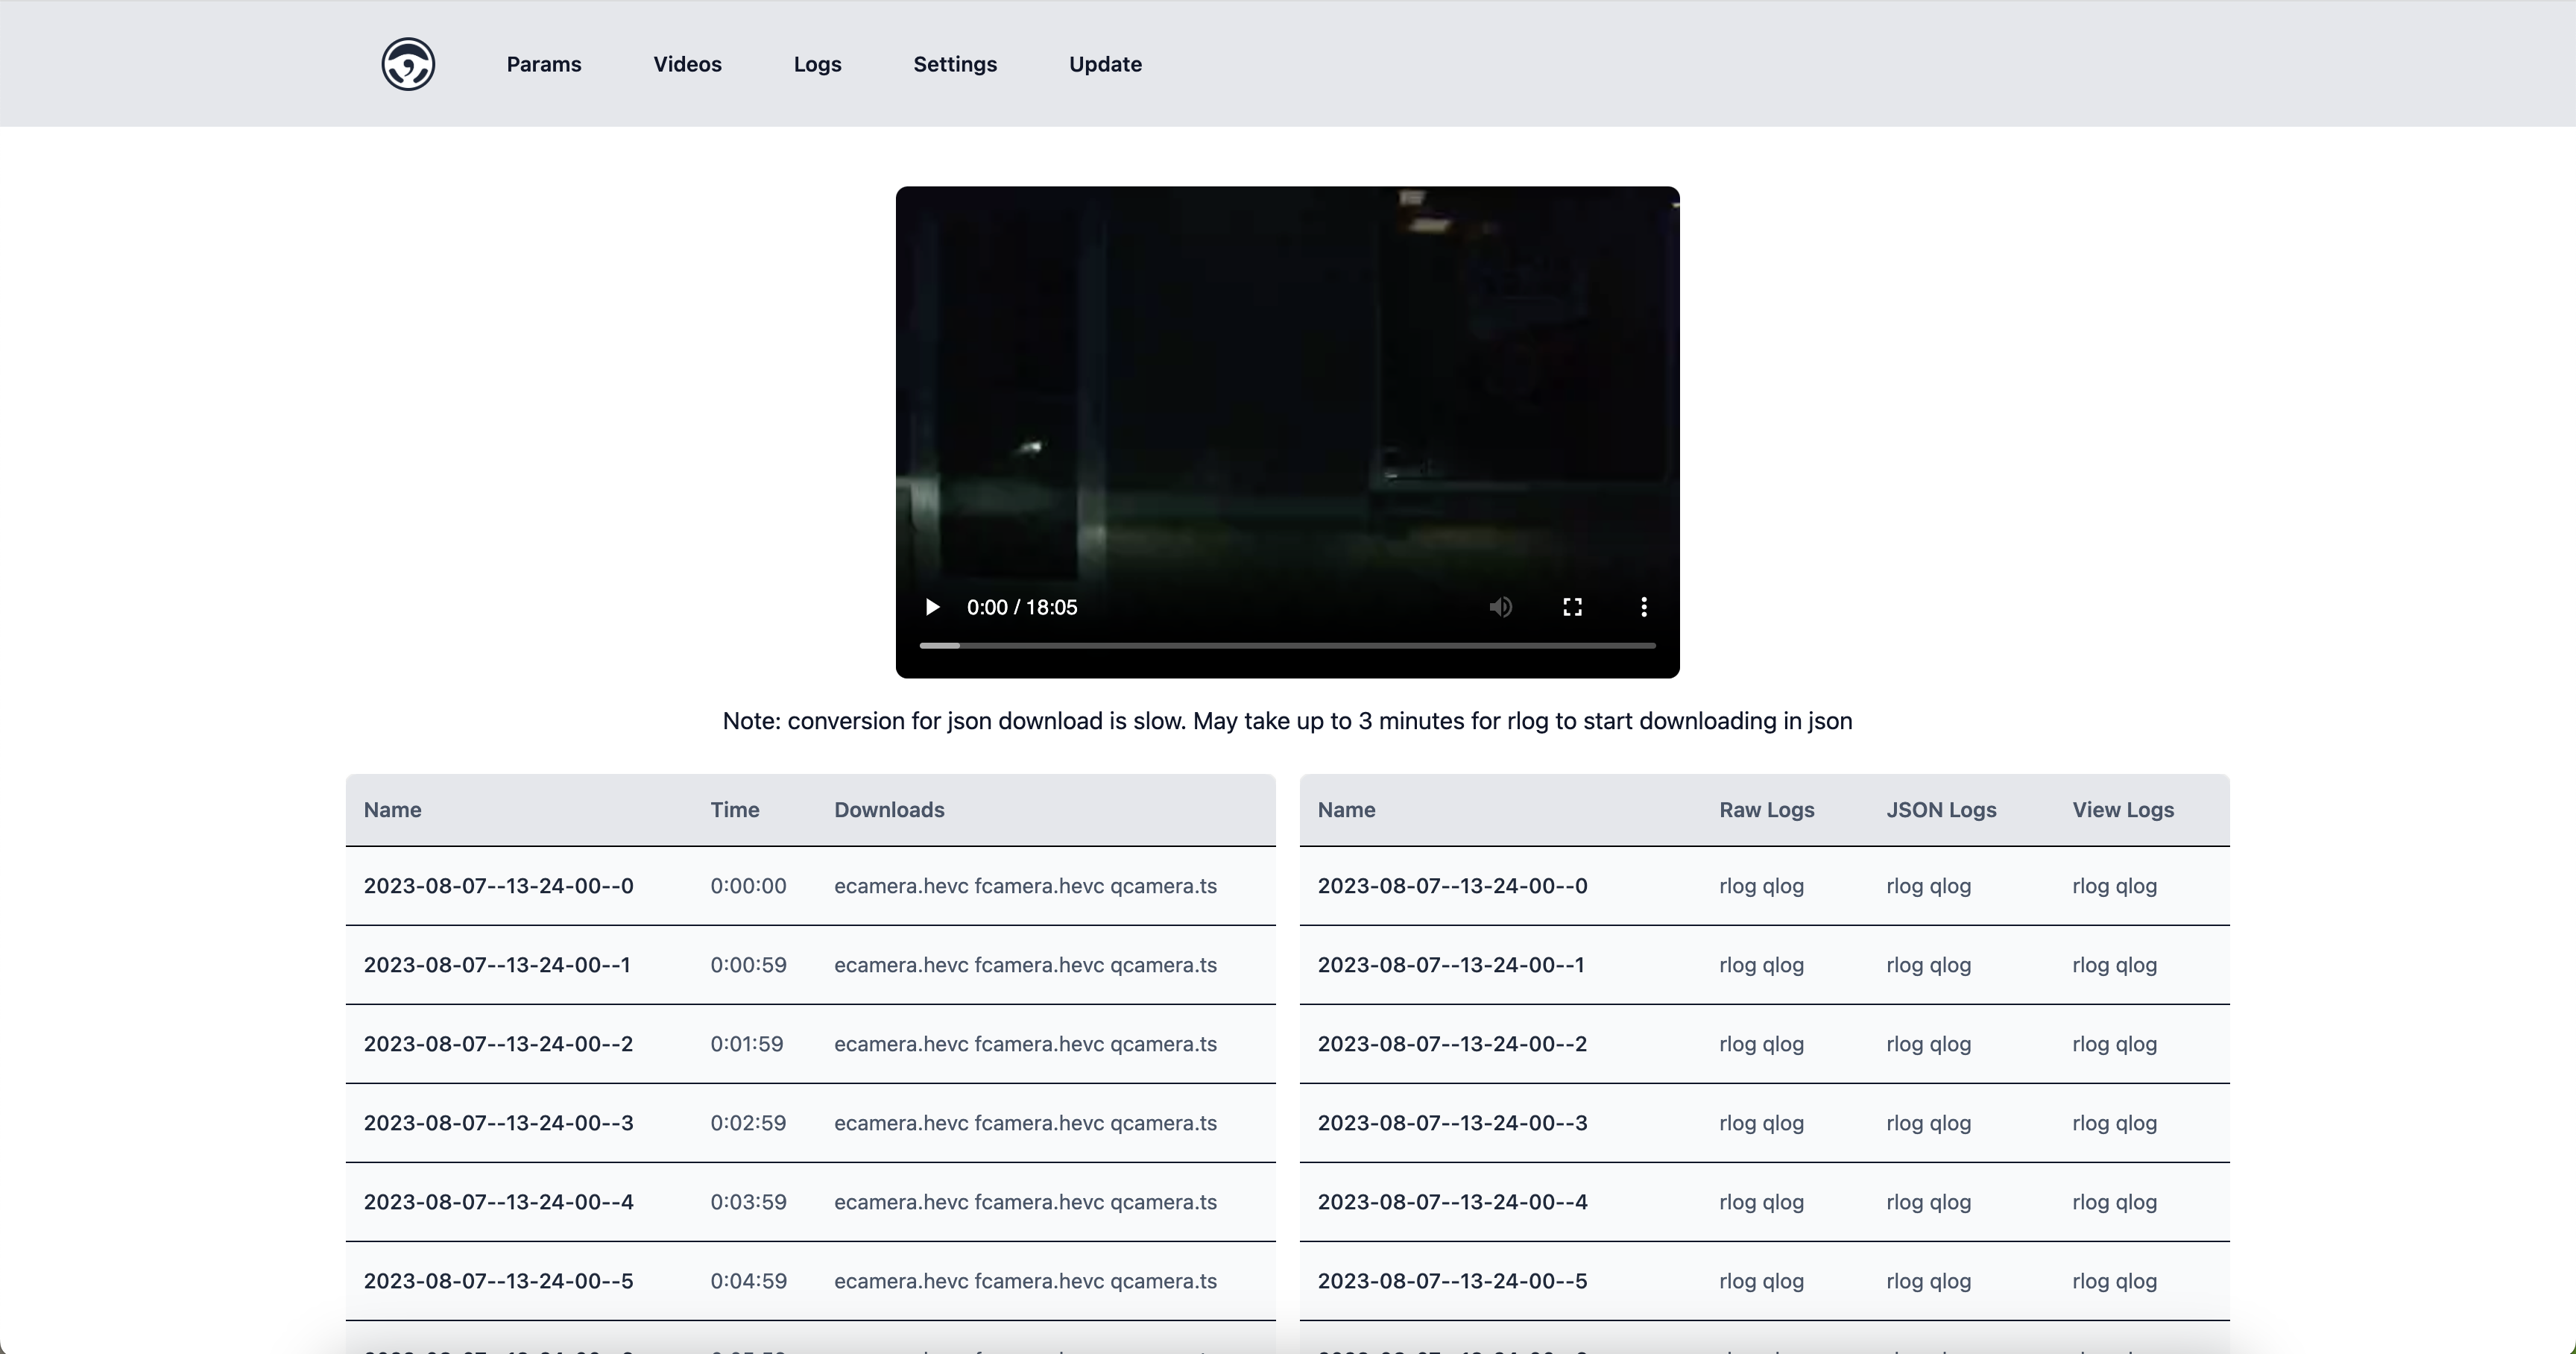 Params Videos Logs Settings Update
0:00 / 18:05
Note: conversion for json download is slow. May take up to 3 minutes for rlog to start downloading in json
Name Time Downloads
2023-08-07--13-24-00--0 0:00:00 ecamera.hevc fcamera.hevc qcamera.ts
2023-08-07--13-24-00--1 0:00:59 ecamera.hevc fcamera.hevc qcamera.ts
2023-08-07--13-24-00--2 0:01:59 ecamera.hevc fcamera.hevc qcamera.ts
2023-08-07--13-24-00--3 0:02:59 ecamera.hevc fcamera.hevc qcamera.ts
2023-08-07--13-24-00--4 0:03:59 ecamera.hevc fcamera.hevc qcamera.ts
2023-08-07--13-24-00--5 0:04:59 ecamera.hevc fcamera.hevc qcamera.ts
Name Raw Logs JSON Logs View Logs
2023-08-07--13-24-00--0 rlog qlog rlog qlog rlog qlog
2023-08-07--13-24-00--1 rlog qlog rlog qlog rlog qlog
2023-08-07--13-24-00--2 rlog qlog rlog qlog rlog qlog
2023-08-07--13-24-00--3 rlog qlog rlog qlog rlog qlog
2023-08-07--13-24-00--4 rlog qlog rlog qlog rlog qlog
2023-08-07--13-24-00--5 rlog qlog rlog qlog rlog qlog